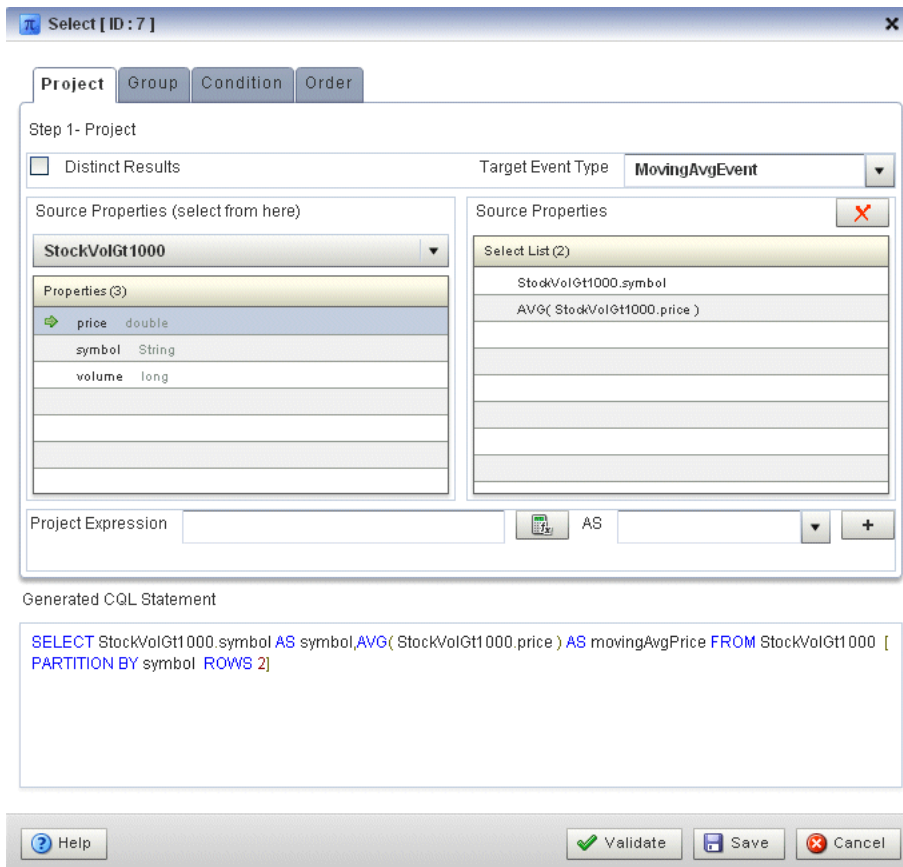 Select [ ID : 7 ]
Project Group Condition Order
Step 1- Project
Distinct Results
Target Event Type MovingAvgEvent
Source Properties (select from here)
StockVolGt1000
Properties (3)
price double
symbol String
volume long
Source Properties
Select List (2)
StockVolGt1000.symbol
AVG( StockVolGt1000.price )
Project Expression fx AS +
Generated CQL Statement
SELECT StockVolGt1000.symbol AS symbol,AVG( StockVolGt1000.price ) AS movingAvgPrice FROM StockVolGt1000 [
PARTITION BY symbol ROWS 2]
? Help Validate Save Cancel